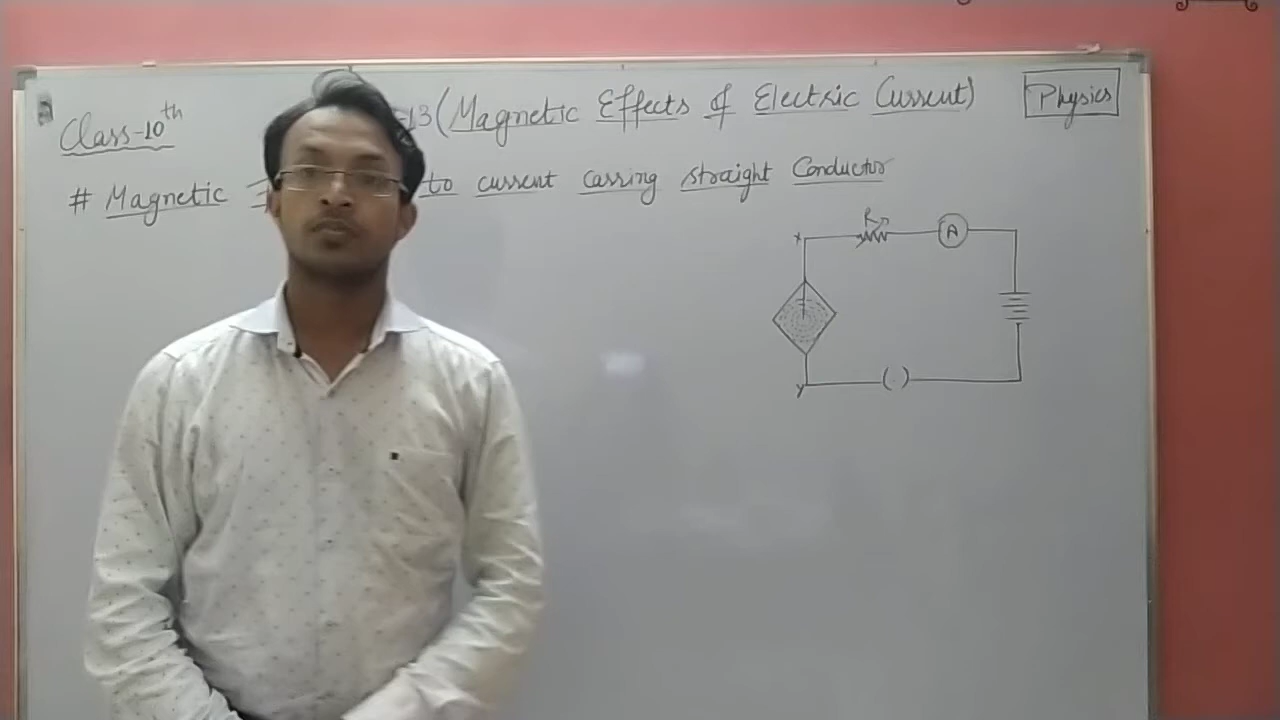 Class-10th -13 (Magnetic Effects of Electric Current) Physics
# Magnetic to current carring straight Conductor
R
A
x
y